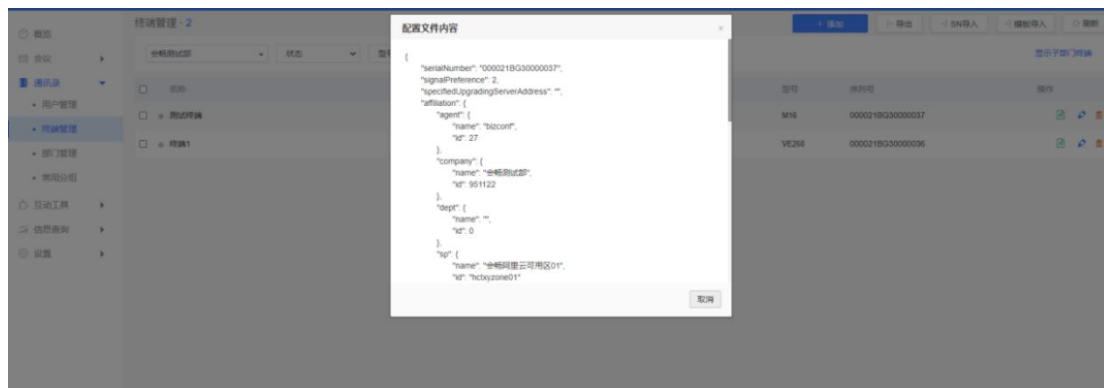 概览
会议
通讯录
用户管理
终端管理
部门管理
常用分组
互动工具
信息查询
设置
终端管理 - 2
添加
导出
SN导入
模板导入
刷新
会畅测试部
状态
显示子部门终端
名称
型号
序列号
操作
测试终端
M16
000021BG30000037
终端1
VE268
000021BG30000036
配置文件内容
{
"serialNumber": "000021BG30000037",
"signalPreference": 2,
"specifiedUpgradingServerAddress": "",
"affiliation": {
"agent": {
"name": "bizconf",
"id": 27
},
"company": {
"name": "会畅测试部",
"id": 951122
},
"dept": {
"name": "",
"id": 0
},
"sp": {
"name": "会畅阿里云可用区01",
"id": "hctxyzone01"
取消